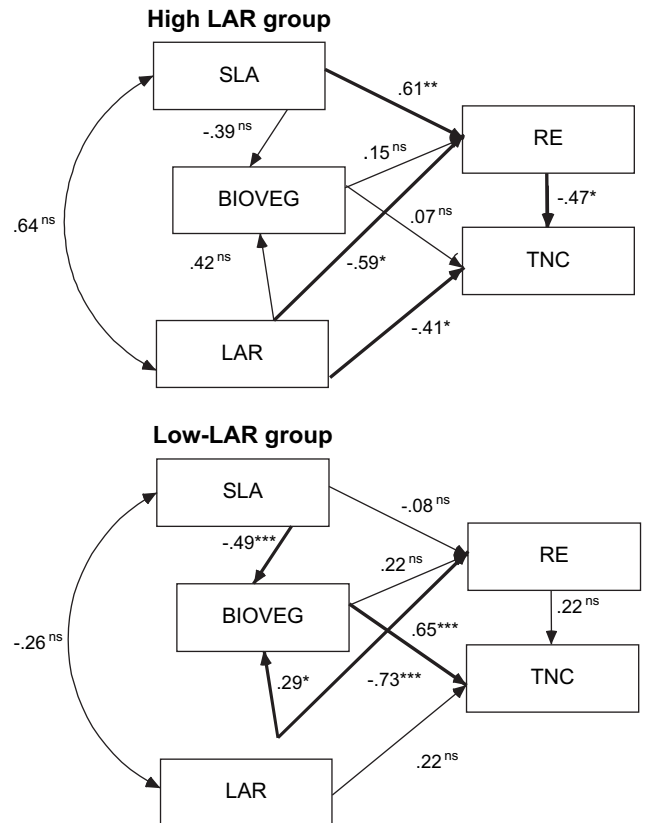 High LAR group
SLA
.61**
-.39 ns
.15 ns
RE
BIOVEG
.64 ns
.07 ns
-.47*
.42 ns
-.59*
TNC
LAR
-.41*
Low-LAR group
SLA
-.08 ns
-.49***
.22 ns
RE
BIOVEG
.22 ns
-.26 ns
.65***
.29*
-.73***
TNC
.22 ns
LAR